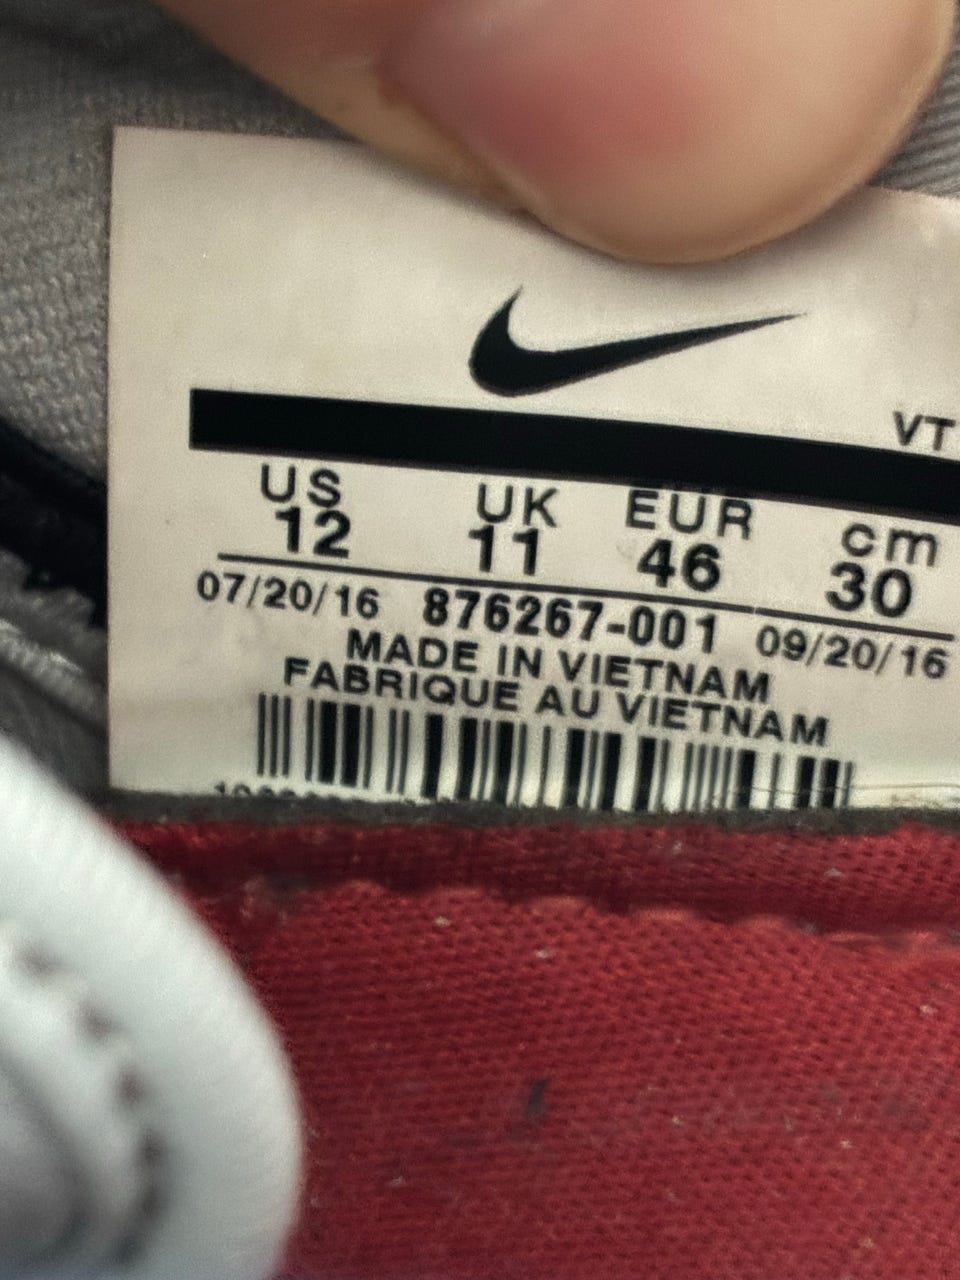 VT
US UK EUR cm
12 11 46 30
07/20/16 876267-001 09/20/16
MADE IN VIETNAM
FABRIQUE AU VIETNAM